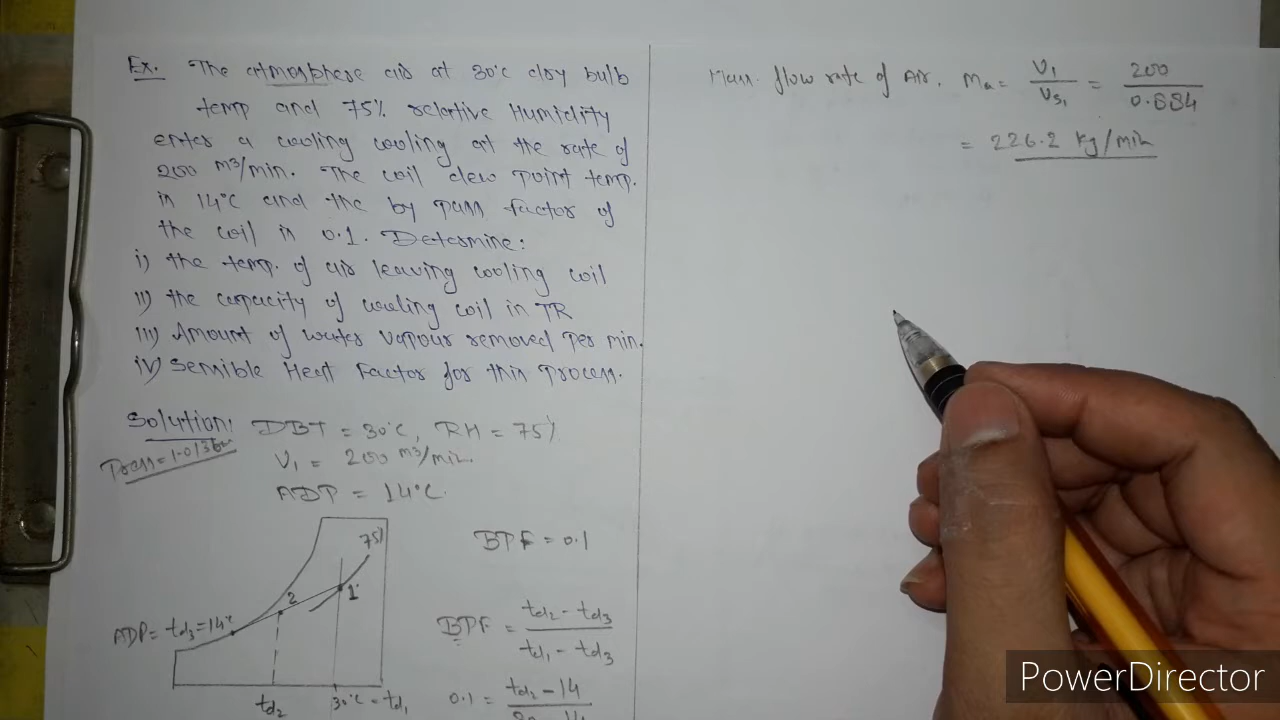 Ex. The atmosphere air at 30°C dry bulb
temp and 75% relative Humidity
enter a cooling cooling at the rate of
200 m³/min. The coil dew point temp.
is 14°C and the by pass factor of
the coil is 0.1. Determine:
i) the temp. of air leaving cooling coil
ii) the capacity of cooling coil in TR
iii) Amount of water vapour removed per min.
iv) Sensible Heat Factor for this process.
Solution: DBT = 30°C, RH = 75%
Press = 1.013 bar
V₁ = 200 m³/min.
ADP = 14°C.
75%
BPF = 0.1
2
1
ADP = td₃ = 14°C
BPF = td₂ - td₃ / td₁ - td₃
td₂
30°C = td₁
0.1 = td₂ - 14 / 30 - 14
Mass flow rate of Air. Ma = V₁ / Vs₁ = 200 / 0.884
= 226.2 kg/min
PowerDirector